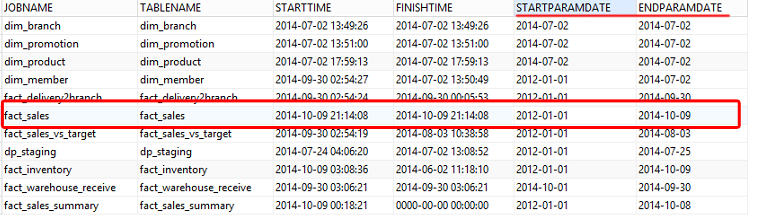 JOBNAME TABLENAME STARTTIME FINISHTIME STARTPARAMDATE ENDPARAMDATE
dim_branch dim_branch 2014-07-02 13:49:26 2014-07-02 13:49:26 2014-07-02 2014-07-02
dim_promotion dim_promotion 2014-07-02 13:51:00 2014-07-02 13:51:00 2014-07-02 2014-07-02
dim_product dim_product 2014-07-02 17:59:13 2014-07-02 17:59:13 2014-07-02 2014-07-02
dim_member dim_member 2014-09-30 02:54:27 2014-07-02 13:50:49 2012-01-01 2014-07-02
fact_delivery2branch fact_delivery2branch 2014-09-30 02:54:24 2014-09-30 00:05:53 2012-01-01 2014-09-30
fact_sales fact_sales 2014-10-09 21:14:08 2014-10-09 21:14:08 2012-01-01 2014-10-09
fact_sales_vs_target fact_sales_vs_target 2014-09-30 02:54:19 2014-08-03 10:38:58 2012-01-01 2014-08-03
dp_staging dp_staging 2014-07-24 04:06:20 2014-07-02 13:08:52 2012-01-01 2014-07-25
fact_inventory fact_inventory 2014-10-09 03:08:36 2014-06-02 11:18:10 2012-01-01 2014-10-09
fact_warehouse_receive fact_warehouse_receive 2014-09-30 03:06:21 2014-09-30 03:06:21 2014-10-01 2014-09-30
fact_sales_summary fact_sales_summary 2014-10-09 00:18:21 0000-00-00 00:00:00 2012-01-01 2014-10-08